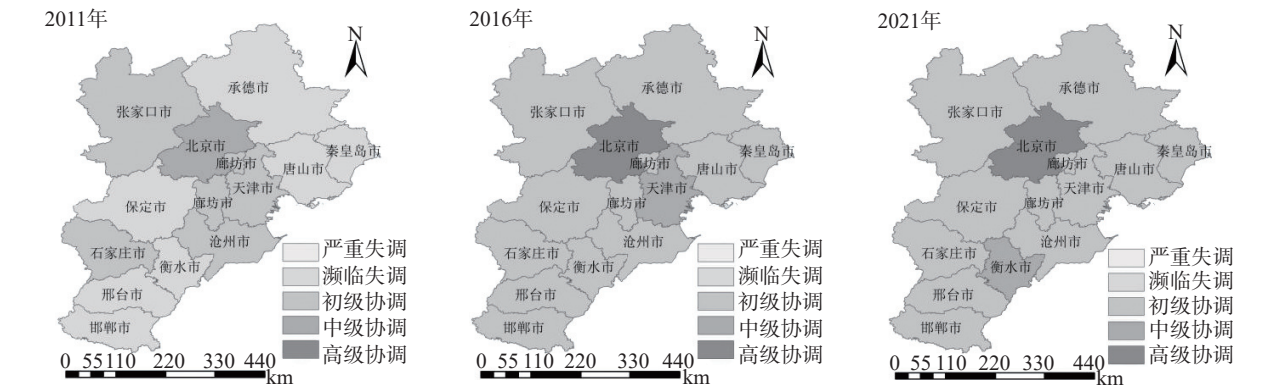 2011年
N
承德市
张家口市
北京市
秦皇岛市
廊坊市
唐山市
天津市
保定市
廊坊市
沧州市
石家庄市
衡水市
邢台市
邯郸市
严重失调
濒临失调
初级协调
中级协调
高级协调
0 55 110 220 330 440
km
2016年
N
承德市
张家口市
北京市
秦皇岛市
廊坊市
唐山市
天津市
保定市
廊坊市
沧州市
石家庄市
衡水市
邢台市
邯郸市
严重失调
濒临失调
初级协调
中级协调
高级协调
0 55 110 220 330 440
km
2021年
N
承德市
张家口市
北京市
秦皇岛市
廊坊市
唐山市
天津市
保定市
廊坊市
沧州市
石家庄市
衡水市
邢台市
邯郸市
严重失调
濒临失调
初级协调
中级协调
高级协调
0 55 110 220 330 440
km